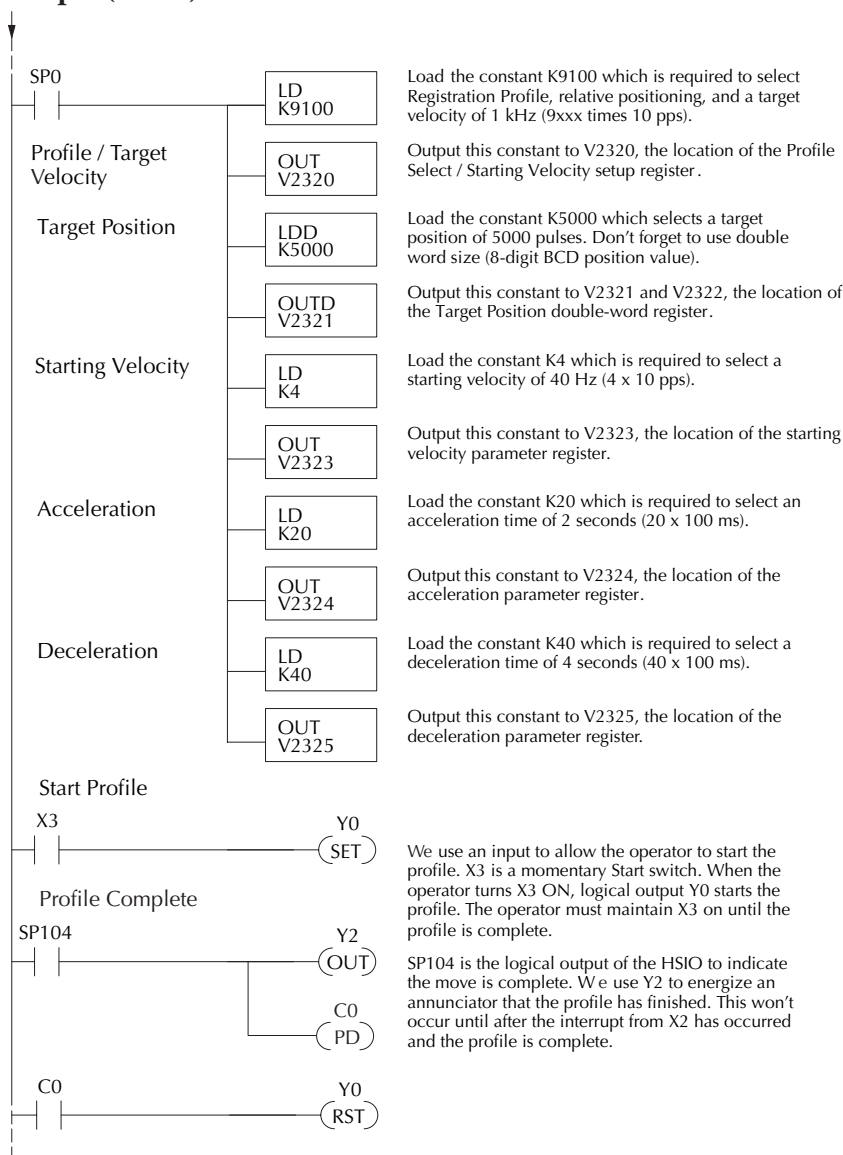 SP0
LD
K9100
Load the constant K9100 which is required to select
Registration Profile, relative positioning, and a target
velocity of 1 kHz (9xxx times 10 pps).
Profile / Target
Velocity
OUT
V2320
Output this constant to V2320, the location of the Profile
Select / Starting Velocity setup register.
Target Position
LDD
K5000
Load the constant K5000 which selects a target
position of 5000 pulses. Don't forget to use double
word size (8-digit BCD position value).
OUTD
V2321
Output this constant to V2321 and V2322, the location of
the Target Position double-word register.
Starting Velocity
LD
K4
Load the constant K4 which is required to select a
starting velocity of 40 Hz (4 x 10 pps).
OUT
V2323
Output this constant to V2323, the location of the starting
velocity parameter register.
Acceleration
LD
K20
Load the constant K20 which is required to select an
acceleration time of 2 seconds (20 x 100 ms).
OUT
V2324
Output this constant to V2324, the location of the
acceleration parameter register.
Deceleration
LD
K40
Load the constant K40 which is required to select a
deceleration time of 4 seconds (40 x 100 ms).
OUT
V2325
Output this constant to V2325, the location of the
deceleration parameter register.
Start Profile
X3
Y0
SET
We use an input to allow the operator to start the
profile. X3 is a momentary Start switch. When the
operator turns X3 ON, logical output Y0 starts the
profile. The operator must maintain X3 on until the
profile is complete.
Profile Complete
SP104
Y2
OUT
SP104 is the logical output of the HSIO to indicate
the move is complete. We use Y2 to energize an
annunciator that the profile has finished. This won't
occur until after the interrupt from X2 has occurred
and the profile is complete.
C0
PD
C0
Y0
RST